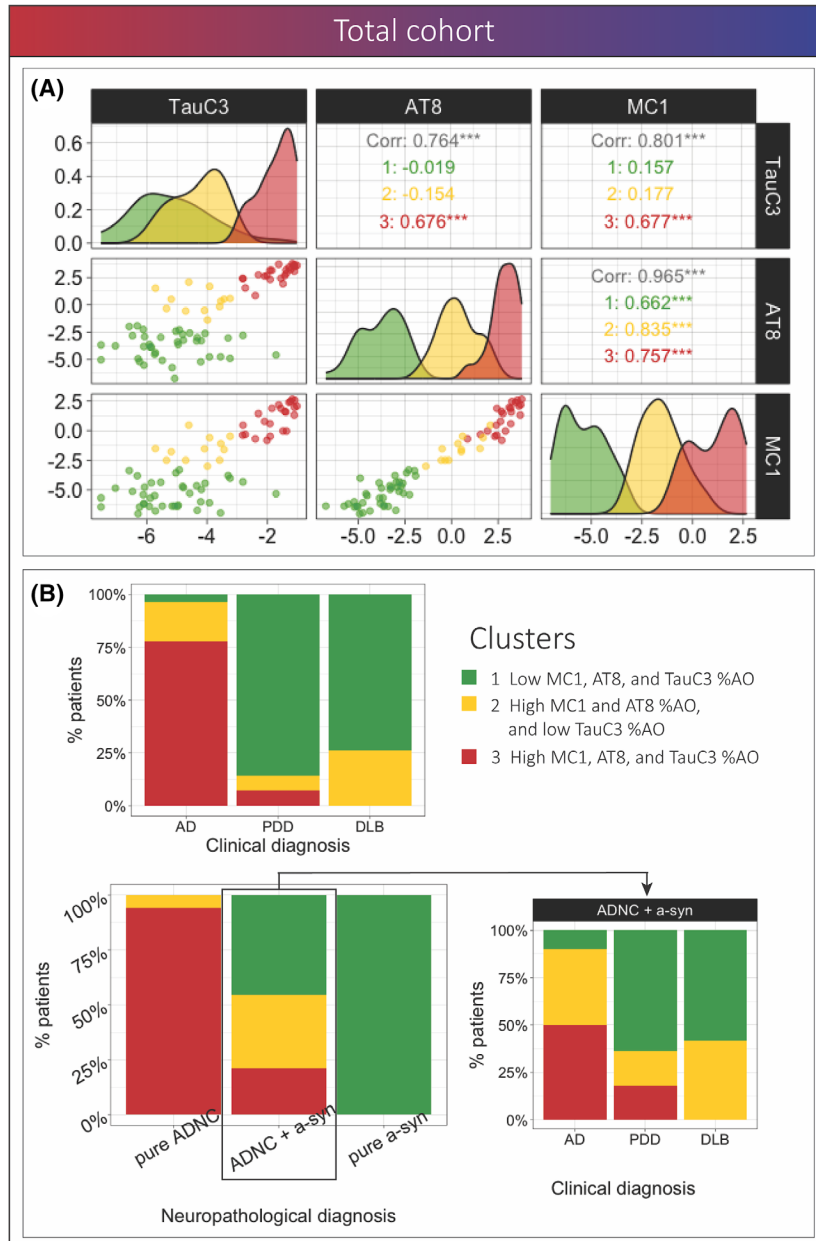 Total cohort
(A)
TauC3
AT8
MC1
0.6
0.4
0.2
0.0
Corr: 0.764***
1: -0.019
2: -0.154
3: 0.676***
Corr: 0.801***
1: 0.157
2: 0.177
3: 0.677***
TauC3
2.5
0.0
-2.5
-5.0
Corr: 0.965***
1: 0.662***
2: 0.835***
3: 0.757***
AT8
2.5
0.0
-2.5
-5.0
MC1
-6
-4
-2
-5.0
-2.5
0.0
2.5
-5.0
-2.5
0.0
2.5
(B)
100%
75%
50%
25%
0%
% patients
AD
PDD
DLB
Clinical diagnosis
Clusters
1 Low MC1, AT8, and TauC3 %AO
2 High MC1 and AT8 %AO,
and low TauC3 %AO
3 High MC1, AT8, and TauC3 %AO
100%
75%
50%
25%
0%
% patients
pure ADNC
ADNC + a-syn
pure a-syn
Neuropathological diagnosis
ADNC + a-syn
100%
75%
50%
25%
0%
% patients
AD
PDD
DLB
Clinical diagnosis